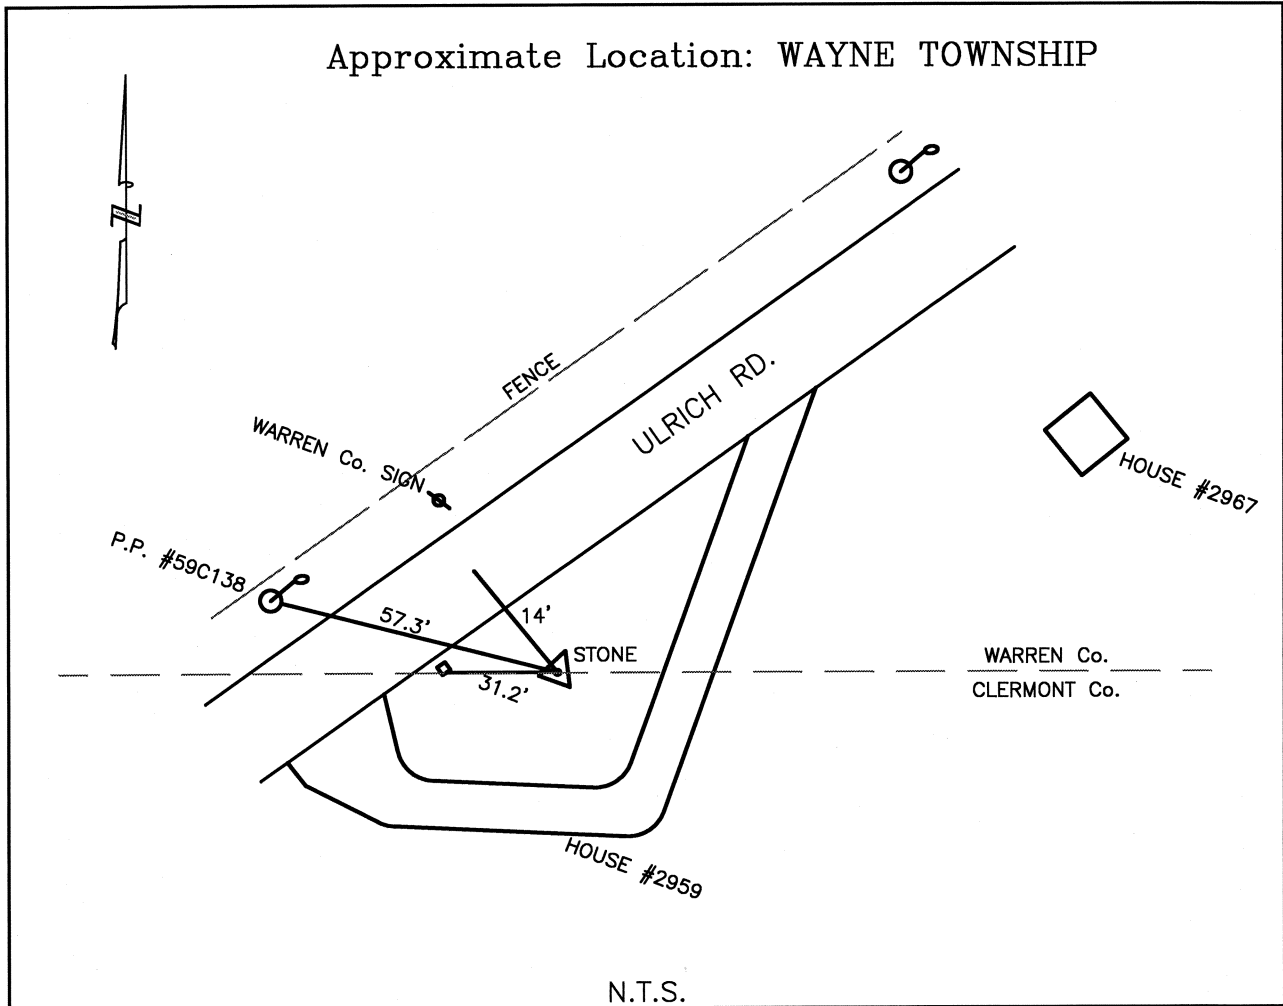 Approximate Location: WAYNE TOWNSHIP
N
FENCE
ULRICH RD.
WARREN Co. SIGN
HOUSE #2967
P.P. #59C138
57.3'
14'
STONE
31.2'
WARREN Co.
CLERMONT Co.
HOUSE #2959
N.T.S.